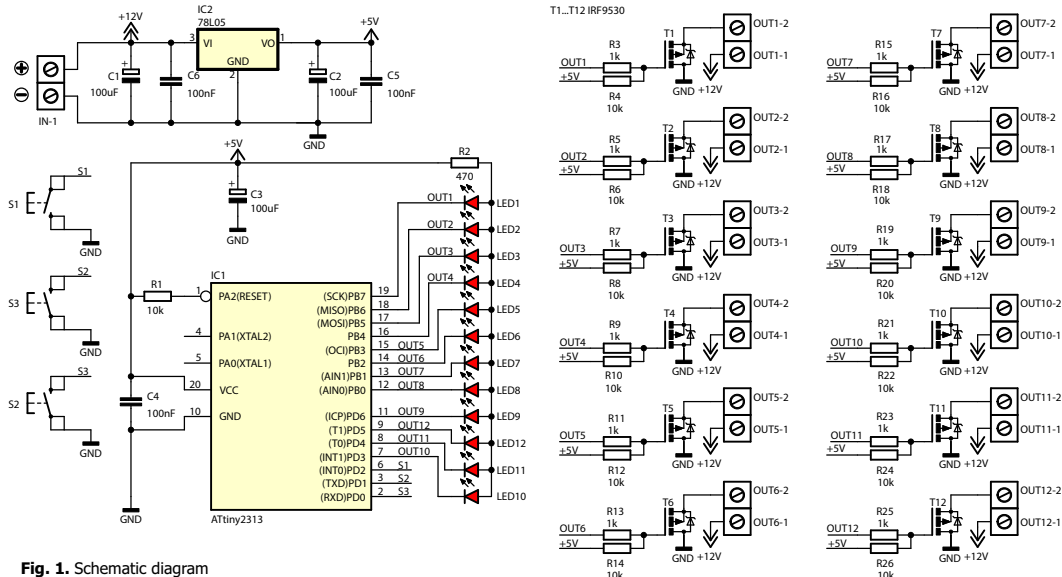 IC2
78L05
+12V
+5V
3 VI VO 1
GND
2
C1
100uF
C6
100nF
C2
100uF
C5
100nF
IN-1
GND
+5V
R2
470
C3
100uF
GND
S1
S1
GND
S2
S3
GND
S3
S2
GND
R1
10k
C4
100nF
GND
IC1
1 PA2(RESET)
4 PA1(XTAL2)
5 PA0(XTAL1)
20 VCC
10 GND
(SCK)PB7 19
(MISO)PB6 18
(MOSI)PB5 17
PB4 16
(OCI)PB3 15 OUT5
PB2 14 OUT6
(AIN1)PB1 13 OUT7
(AIN0)PB0 12 OUT8
(ICP)PD6 11 OUT9
(T1)PD5 9 OUT12
(T0)PD4 8 OUT11
(INT1)PD3 7 OUT10
(INT0)PD2 6 S1
(TXD)PD1 3 S2
(RXD)PD0 2 S3
ATtiny2313
OUT1 LED1
OUT2 LED2
OUT3 LED3
OUT4 LED4
LED5
LED6
LED7
LED8
LED9
LED12
LED11
LED10
T1...T12 IRF9530
R3
1k
OUT1
+5V
R4
10k
T1
GND +12V
OUT1-2
OUT1-1
R5
1k
OUT2
+5V
R6
10k
T2
GND +12V
OUT2-2
OUT2-1
R7
1k
OUT3
+5V
R8
10k
T3
GND +12V
OUT3-2
OUT3-1
R9
1k
OUT4
+5V
R10
10k
T4
GND +12V
OUT4-2
OUT4-1
R11
1k
OUT5
+5V
R12
10k
T5
GND +12V
OUT5-2
OUT5-1
R13
1k
OUT6
+5V
R14
10k
T6
GND +12V
OUT6-2
OUT6-1
R15
1k
OUT7
+5V
R16
10k
T7
GND +12V
OUT7-2
OUT7-1
R17
1k
OUT8
+5V
R18
10k
T8
GND +12V
OUT8-2
OUT8-1
R19
1k
OUT9
+5V
R20
10k
T9
GND +12V
OUT9-2
OUT9-1
R21
1k
OUT10
+5V
R22
10k
T10
GND +12V
OUT10-2
OUT10-1
R23
1k
OUT11
+5V
R24
10k
T11
GND +12V
OUT11-2
OUT11-1
R25
1k
OUT12
+5V
R26
10k
T12
GND +12V
OUT12-2
OUT12-1
Fig. 1. Schematic diagram